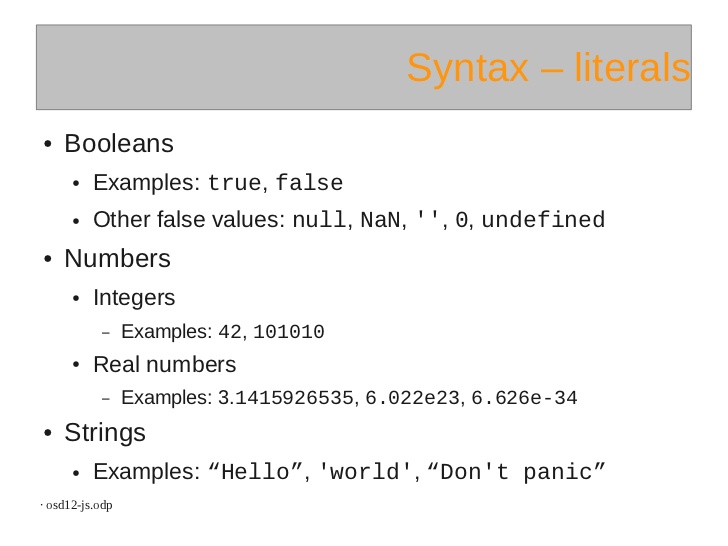 Syntax – literals
• Booleans
• Examples: true, false
• Other false values: null, NaN, '', 0, undefined
• Numbers
• Integers
– Examples: 42, 101010
• Real numbers
– Examples: 3.1415926535, 6.022e23, 6.626e-34
• Strings
• Examples: “Hello”, 'world', “Don't panic”
· osd12-js.odp